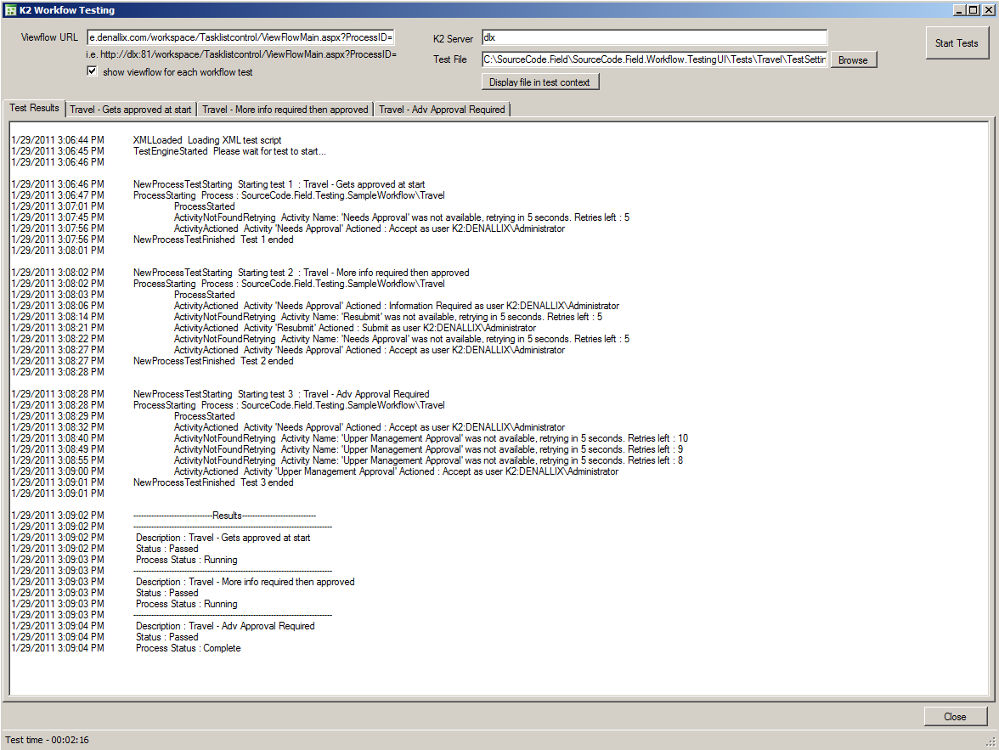 K2 Workfow Testing
Viewflow URL e.denallix.com/workspace/Tasklistcontrol/ViewFlowMain.aspx?ProcessID=
i.e. http://dlx:81/workspace/Tasklistcontrol/ViewFlowMain.aspx?ProcessID=
show viewflow for each workflow test
K2 Server dlx
Test File C:\SourceCode.Field\SourceCode.Field.Workflow.TestingUI\Tests\Travel\TestSettin Browse
Display file in test context
Start Tests
Test Results Travel - Gets approved at start Travel - More info required then approved Travel - Adv Approval Required
1/29/2011 3:06:44 PM XMLLoaded Loading XML test script
1/29/2011 3:06:45 PM TestEngineStarted Please wait for test to start...
1/29/2011 3:06:46 PM
1/29/2011 3:06:46 PM NewProcessTestStarting Starting test 1 : Travel - Gets approved at start
1/29/2011 3:06:47 PM ProcessStarting Process : SourceCode.Field.Testing.SampleWorkflow\Travel
1/29/2011 3:07:01 PM ProcessStarted
1/29/2011 3:07:45 PM ActivityNotFoundRetrying Activity Name: 'Needs Approval' was not available, retrying in 5 seconds. Retries left : 5
1/29/2011 3:07:56 PM ActivityActioned Activity 'Needs Approval' Actioned : Accept as user K2:DENALLIX\Administrator
1/29/2011 3:07:56 PM NewProcessTestFinished Test 1 ended
1/29/2011 3:08:01 PM
1/29/2011 3:08:02 PM NewProcessTestStarting Starting test 2 : Travel - More info required then approved
1/29/2011 3:08:02 PM ProcessStarting Process : SourceCode.Field.Testing.SampleWorkflow\Travel
1/29/2011 3:08:03 PM ProcessStarted
1/29/2011 3:08:06 PM ActivityActioned Activity 'Needs Approval' Actioned : Information Required as user K2:DENALLIX\Administrator
1/29/2011 3:08:14 PM ActivityNotFoundRetrying Activity Name: 'Resubmit' was not available, retrying in 5 seconds. Retries left : 5
1/29/2011 3:08:21 PM ActivityActioned Activity 'Resubmit' Actioned : Submit as user K2:DENALLIX\Administrator
1/29/2011 3:08:22 PM ActivityNotFoundRetrying Activity Name: 'Needs Approval' was not available, retrying in 5 seconds. Retries left : 5
1/29/2011 3:08:27 PM ActivityActioned Activity 'Needs Approval' Actioned : Accept as user K2:DENALLIX\Administrator
1/29/2011 3:08:27 PM NewProcessTestFinished Test 2 ended
1/29/2011 3:08:28 PM
1/29/2011 3:08:28 PM NewProcessTestStarting Starting test 3 : Travel - Adv Approval Required
1/29/2011 3:08:28 PM ProcessStarting Process : SourceCode.Field.Testing.SampleWorkflow\Travel
1/29/2011 3:08:29 PM ProcessStarted
1/29/2011 3:08:32 PM ActivityActioned Activity 'Needs Approval' Actioned : Accept as user K2:DENALLIX\Administrator
1/29/2011 3:08:40 PM ActivityNotFoundRetrying Activity Name: 'Upper Management Approval' was not available, retrying in 5 seconds. Retries left : 10
1/29/2011 3:08:49 PM ActivityNotFoundRetrying Activity Name: 'Upper Management Approval' was not available, retrying in 5 seconds. Retries left : 9
1/29/2011 3:08:55 PM ActivityNotFoundRetrying Activity Name: 'Upper Management Approval' was not available, retrying in 5 seconds. Retries left : 8
1/29/2011 3:09:00 PM ActivityActioned Activity 'Upper Management Approval' Actioned : Accept as user K2:DENALLIX\Administrator
1/29/2011 3:09:01 PM NewProcessTestFinished Test 3 ended
1/29/2011 3:09:01 PM
1/29/2011 3:09:02 PM -------------------------------Results-----------------------------
1/29/2011 3:09:02 PM ------------------------------------------------------------------------------
1/29/2011 3:09:02 PM Description : Travel - Gets approved at start
1/29/2011 3:09:02 PM Status : Passed
1/29/2011 3:09:03 PM Process Status : Running
1/29/2011 3:09:03 PM ------------------------------------------------------------------------------
1/29/2011 3:09:03 PM Description : Travel - More info required then approved
1/29/2011 3:09:03 PM Status : Passed
1/29/2011 3:09:03 PM Process Status : Running
1/29/2011 3:09:03 PM ------------------------------------------------------------------------------
1/29/2011 3:09:04 PM Description : Travel - Adv Approval Required
1/29/2011 3:09:04 PM Status : Passed
1/29/2011 3:09:04 PM Process Status : Complete
Close
Test time - 00:02:16